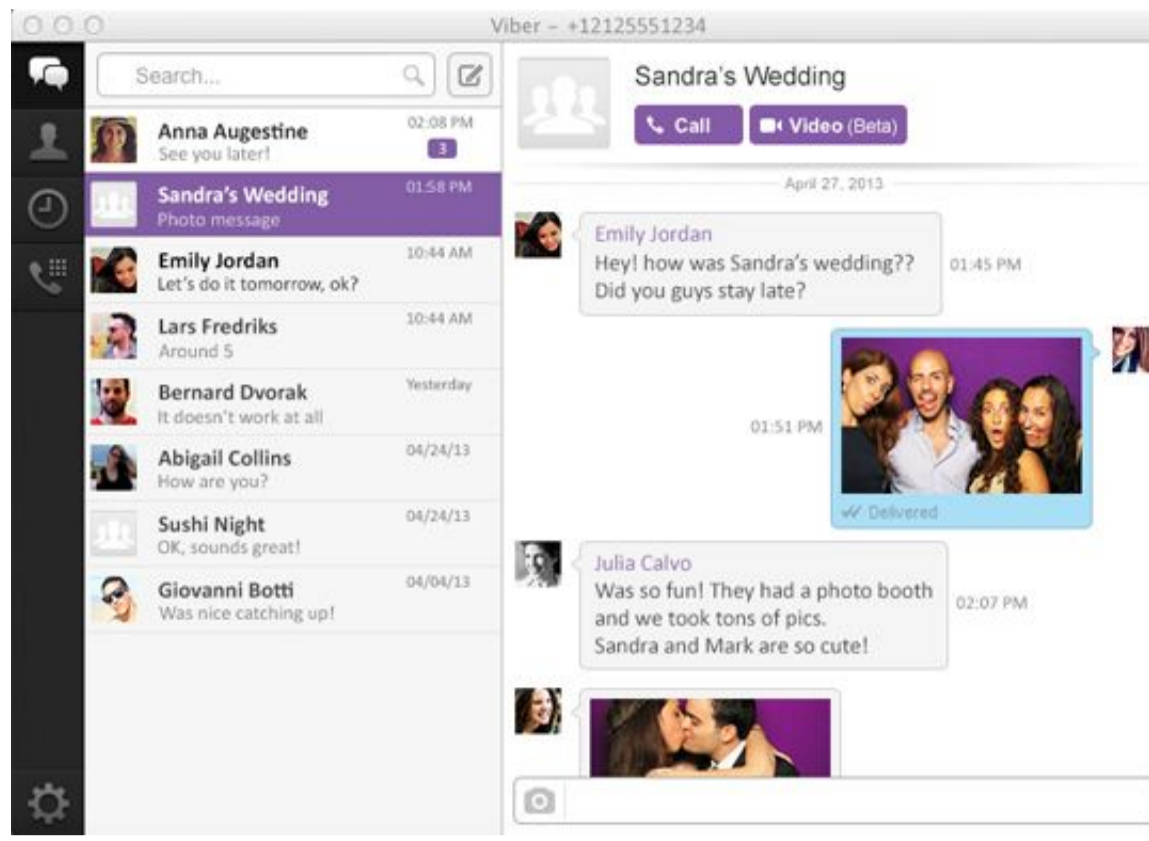 Viber – +12125551234
Search...
Anna Augestine
02:08 PM
See you later!
3
Sandra's Wedding
01:58 PM
Photo message
Emily Jordan
10:44 AM
Let's do it tomorrow, ok?
Lars Fredriks
10:44 AM
Around 5
Bernard Dvorak
Yesterday
It doesn't work at all
Abigail Collins
04/24/13
How are you?
Sushi Night
04/24/13
OK, sounds great!
Giovanni Botti
04/04/13
Was nice catching up!
Sandra's Wedding
Call
Video (Beta)
April 27, 2013
Emily Jordan
Hey! how was Sandra's wedding??
Did you guys stay late?
01:45 PM
01:51 PM
Delivered
Julia Calvo
Was so fun! They had a photo booth
and we took tons of pics.
Sandra and Mark are so cute!
02:07 PM